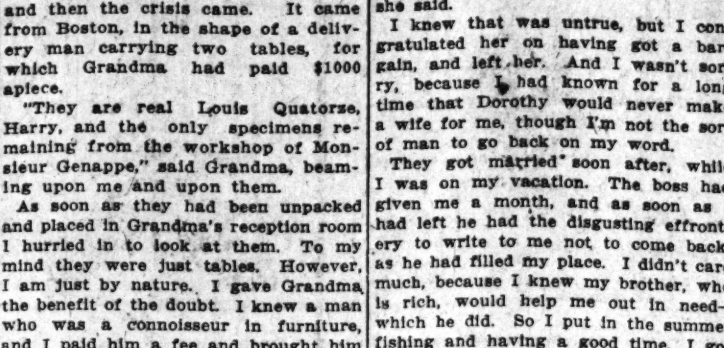 and then the crisis came. It came
from Boston, in the shape of a deliv-
ery man carrying two tables, for
which Grandma had paid $1000
apiece.
"They are real Louis Quatorze,
Harry, and the only specimens re-
maining from the workshop of Mon-
sieur Genappe," said Grandma, beam-
ing upon me and upon them.
As soon as they had been unpacked
and placed in Grandma's reception room
I hurried in to look at them. To my
mind they were just tables. However,
I am just by nature. I gave Grandma
the benefit of the doubt. I knew a man
who was a connoisseur in furniture,
and I paid him a fee and brought him
she said.
I knew that was untrue, but I con
gratulated her on having got a bar
gain, and left her. And I wasn't sor
ry, because I had known for a lon
time that Dorothy would never mak
a wife for me, though I'm not the sor
of man to go back on my word.
They got married soon after, whil
I was on my vacation. The boss ha
given me a month, and as soon as
had left he had the disgusting effront
ery to write to me not to come back
as he had filled my place. I didn't car
much, because I knew my brother, wh
is rich, would help me out in need-
which he did. So I put in the summe
fishing and having a good time. I go